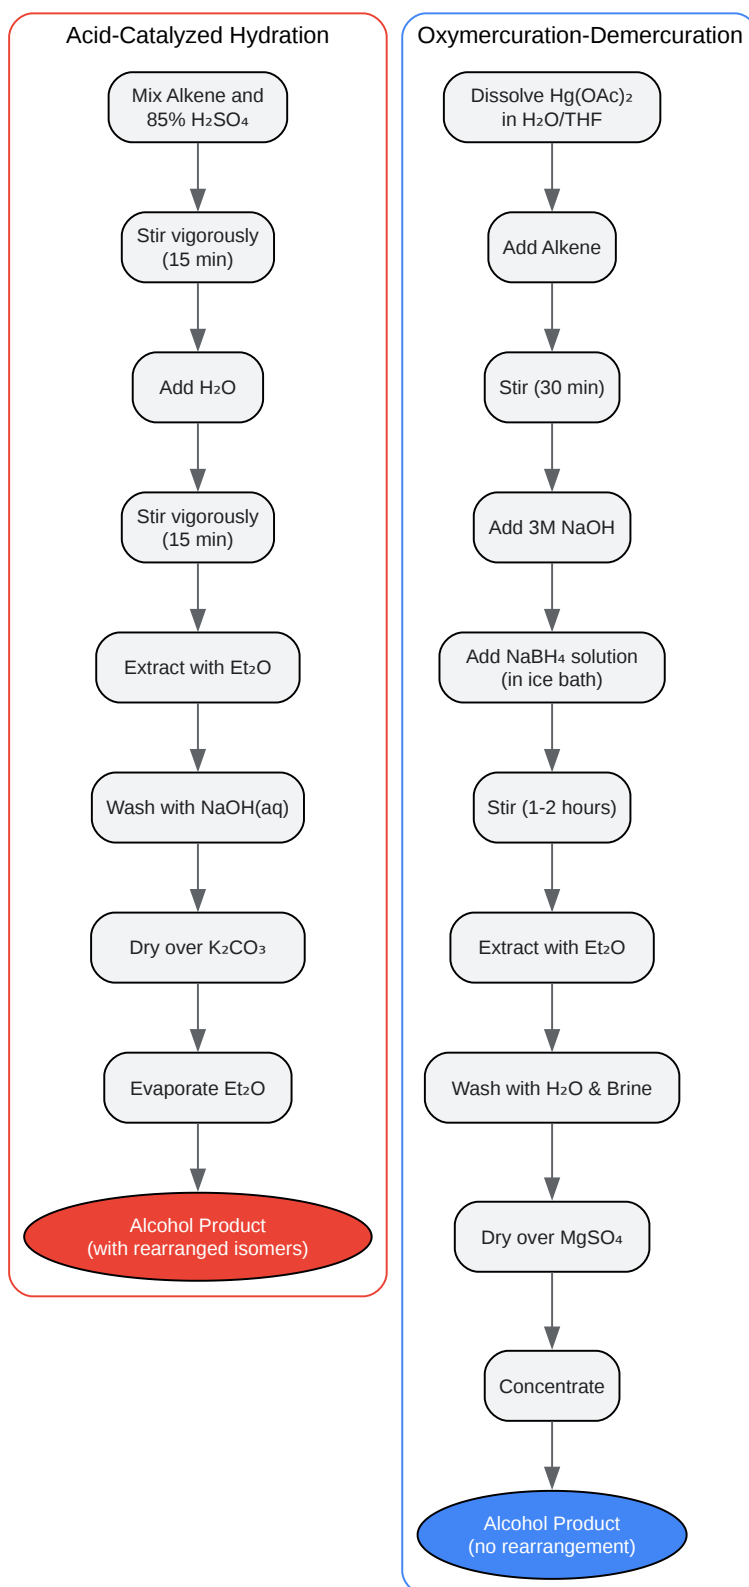 Acid-Catalyzed Hydration
Mix Alkene and
85% H₂SO₄
Stir vigorously
(15 min)
Add H₂O
Stir vigorously
(15 min)
Extract with Et₂O
Wash with NaOH(aq)
Dry over K₂CO₃
Evaporate Et₂O
Alcohol Product
(with rearranged isomers)
Oxymercuration-Demercuration
Dissolve Hg(OAc)₂
in H₂O/THF
Add Alkene
Stir (30 min)
Add 3M NaOH
Add NaBH₄ solution
(in ice bath)
Stir (1-2 hours)
Extract with Et₂O
Wash with H₂O & Brine
Dry over MgSO₄
Concentrate
Alcohol Product
(no rearrangement)